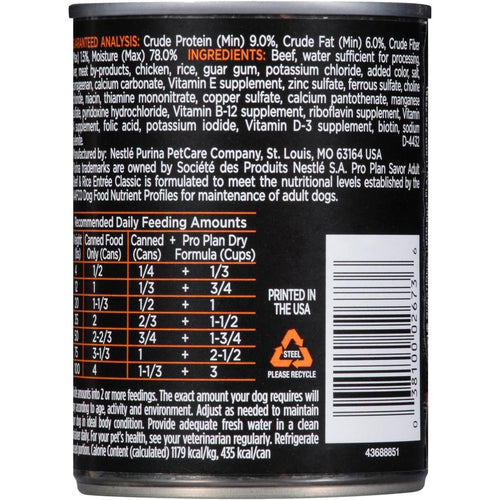 GUARANTEED ANALYSIS: Crude Protein (Min) 9.0%, Crude Fat (Min) 6.0%, Crude Fiber
1.5%, Moisture (Max) 78.0% INGREDIENTS: Beef, water sufficient for processing,
meat by-products, chicken, rice, guar gum, potassium chloride, added color, salt,
calcium carbonate, Vitamin E supplement, zinc sulfate, ferrous sulfate, choline
niacin, thiamine mononitrate, copper sulfate, calcium pantothenate, manganese
pyridoxine hydrochloride, Vitamin B-12 supplement, riboflavin supplement, Vitamin
supplement, folic acid, potassium iodide, Vitamin D-3 supplement, biotin, sodium
D-4432
Manufactured by: Nestlé Purina PetCare Company, St. Louis, MO 63164 USA
trademarks are owned by Société des Produits Nestlé S.A. Pro Plan Savor Adult
& Rice Entrée Classic is formulated to meet the nutritional levels established by the
AAFCO Dog Food Nutrient Profiles for maintenance of adult dogs.
Recommended Daily Feeding Amounts
Canned Food Canned + Pro Plan Dry
Only (Cans) (Cans) Formula (Cups)
4 1/2 1/4 + 1/3
1 1/3 + 3/4
1-1/3 1/2 + 1
2 2/3 + 1-1/2
2-2/3 3/4 + 1-3/4
3-1/3 1 + 2-1/2
100 4 1-1/3 + 3
PRINTED IN
THE USA
STEEL
PLEASE RECYCLE
0 38100 02673 6
amounts into 2 or more feedings. The exact amount your dog requires will
according to age, activity and environment. Adjust as needed to maintain
dog in ideal body condition. Provide adequate fresh water in a clean
daily. For your pet's health, see your veterinarian regularly. Refrigerate
portion. Calorie Content (calculated) 1179 kcal/kg, 435 kcal/can
43688851